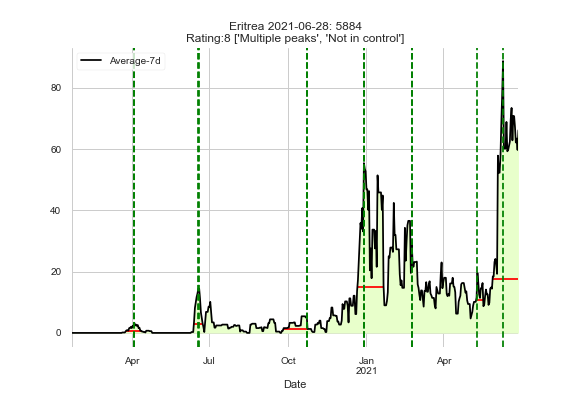 Eritrea 2021-06-28: 5884
Rating:8 ['Multiple peaks', 'Not in control']
Average-7d
80
60
40
20
0
Apr
Jul
Oct
Jan
2021
Apr
Date